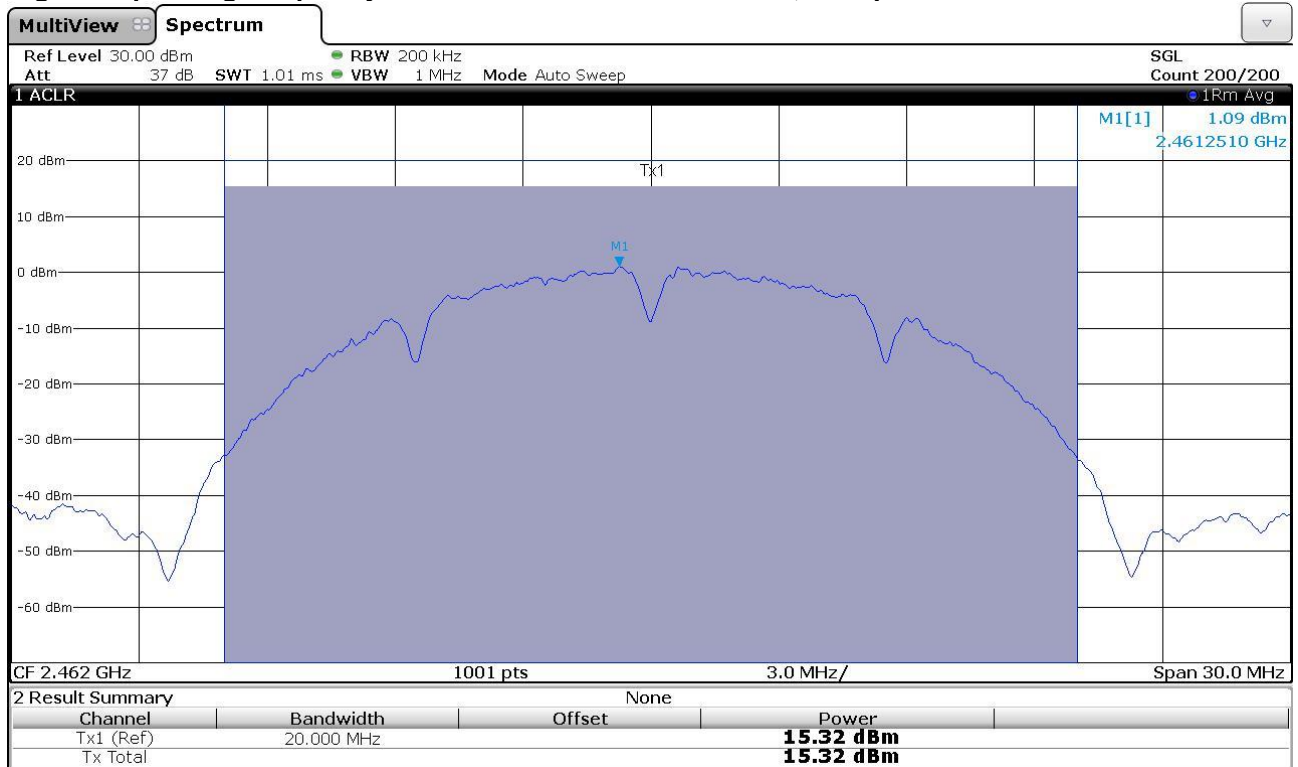 MultiView Spectrum
Ref Level 30.00 dBm RBW 200 kHz SGL
Att 37 dB SWT 1.01 ms VBW 1 MHz Mode Auto Sweep Count 200/200
1 ACLR 1Rm Avg
M1[1] 1.09 dBm
2.4612510 GHz
20 dBm
Tx1
10 dBm
M1
0 dBm
-10 dBm
-20 dBm
-30 dBm
-40 dBm
-50 dBm
-60 dBm
CF 2.462 GHz 1001 pts 3.0 MHz/ Span 30.0 MHz
2 Result Summary None
Channel Bandwidth Offset Power
Tx1 (Ref) 20.000 MHz 15.32 dBm
Tx Total 15.32 dBm